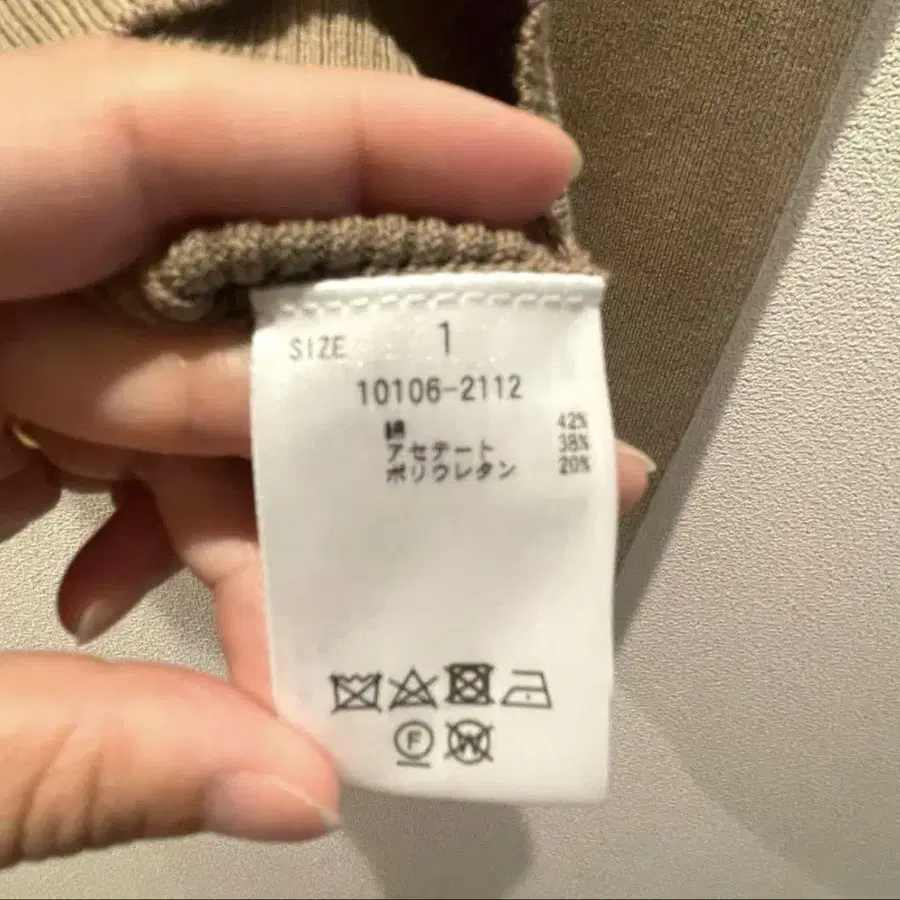 SIZE 1
10106-2112
綿 42%
アセテート 38%
ポリウレタン 20%
F
W